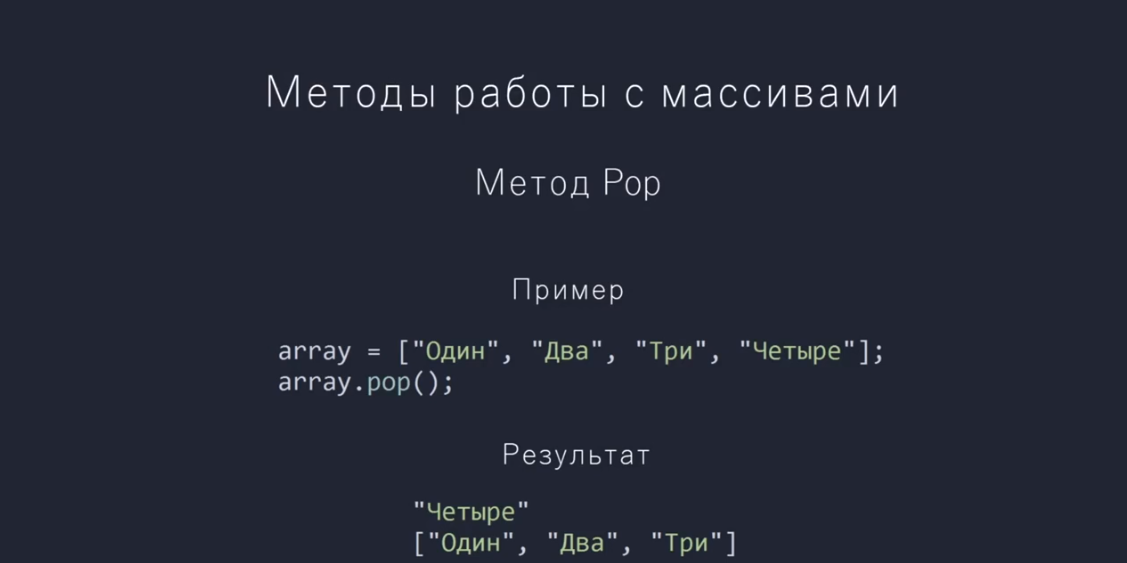 Методы работы с массивами
Метод Pop
Пример
array = ["Один", "Два", "Три", "Четыре"];
array.pop();
Результат
"Четыре"
["Один", "Два", "Три"]